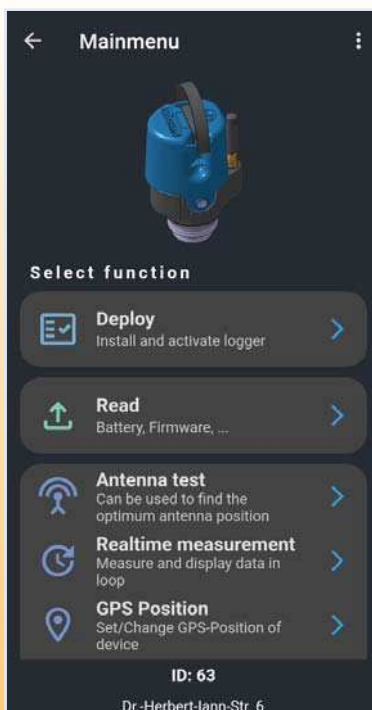 Mainmenu
Select function
Deploy
Install and activate logger
Read
Battery, Firmware, ...
Antenna test
Can be used to find the
optimum antenna position
Realtime measurement
Measure and display data in
loop
GPS Position
Set/Change GPS-Position of
device
ID: 63
Dr.-Herbert-Iann-Str. 6